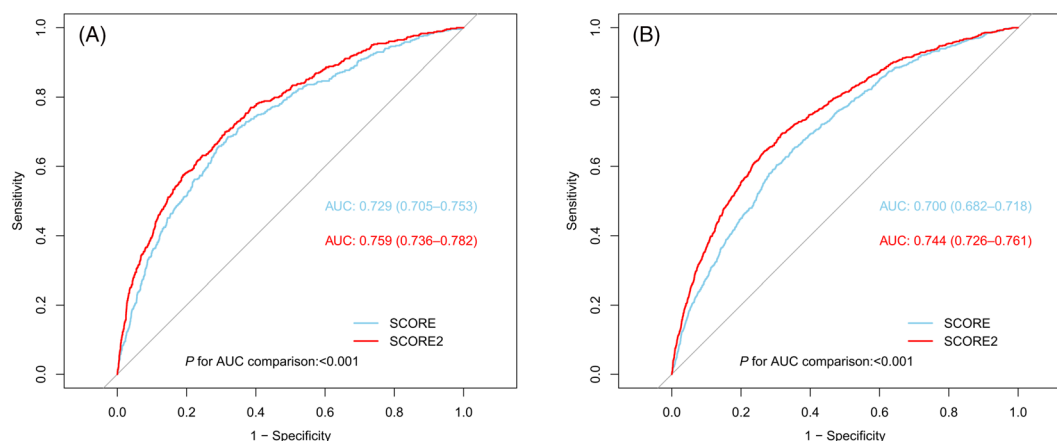 (A)
Sensitivity
1.0
0.8
0.6
0.4
0.2
0.0
AUC: 0.729 (0.705–0.753)
AUC: 0.759 (0.736–0.782)
SCORE
SCORE2
P for AUC comparison:<0.001
0.0 0.2 0.4 0.6 0.8 1.0
1 − Specificity
(B)
Sensitivity
1.0
0.8
0.6
0.4
0.2
0.0
AUC: 0.700 (0.682–0.718)
AUC: 0.744 (0.726–0.761)
SCORE
SCORE2
P for AUC comparison:<0.001
0.0 0.2 0.4 0.6 0.8 1.0
1 − Specificity